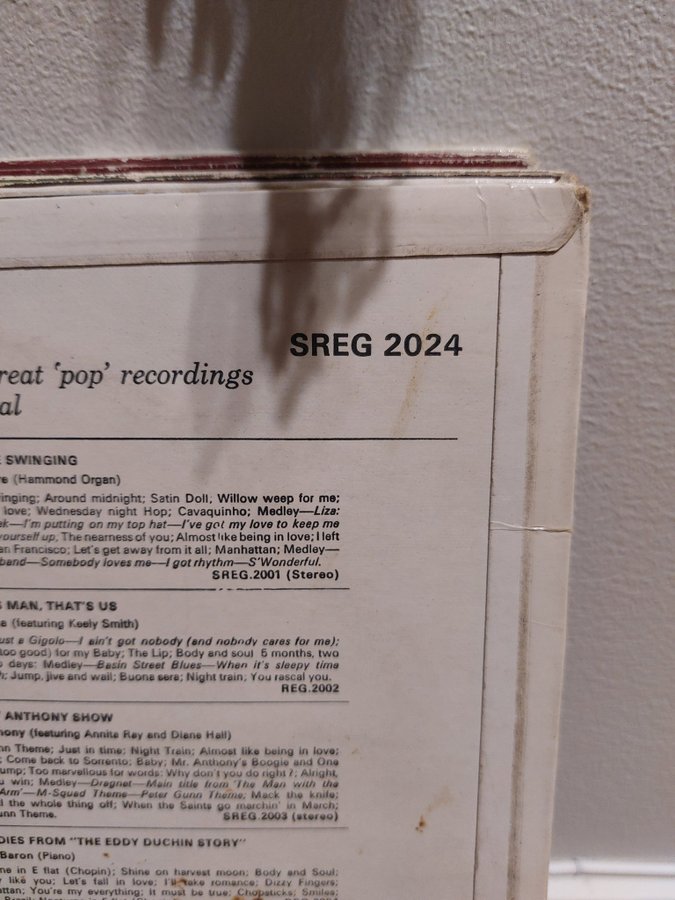 SREG 2024
reat 'pop' recordings
al
SWINGING
(Hammond Organ)
inging; Around midnight; Satin Doll, Willow weep for me;
love; Wednesday night Hop; Cavaquinho; Medley—Liza:
ek—I'm putting on my top hat—I've got my love to keep me
yourself up, The nearness of you; Almost like being in love; I left
an Francisco; Let's get away from it all; Manhattan; Medley—
band—Somebody loves me—I got rhythm—S'Wonderful.
SREG.2001 (Stereo)
MAN, THAT'S US
(featuring Keely Smith)
ust a Gigolo—I ain't got nobody (and nobody cares for me);
too good) for my Baby; The Lip; Body and soul 5 months, two
days; Medley—Basin Street Blues—When it's sleepy time
Jump, jive and wail; Buona sera; Night train; You rascal you.
REG.2002
ANTHONY SHOW
hony (featuring Annita Ray and Diane Hall)
nn Theme; Just in time; Night Train; Almost like being in love;
Come back to Sorrento; Baby; Mr. Anthony's Boogie and One
ump; Too marvellous for words; Why don't you do right?; Alright,
u win; Medley—Dragnet—Main title from 'The Man with the
Arm'—M-Squad Theme—Peter Gunn Theme; Mack the knife;
the whole thing off; When the Saints go marchin' in March;
unn Theme. SREG.2003 (stereo)
DIES FROM "THE EDDY DUCHIN STORY"
Baron (Piano)
ne in E flat (Chopin); Shine on harvest moon; Body and Soul;
like you; Let's fall in love; I'll take romance; Dizzy Fingers;
attan; You're my everything; It must be true; Chopsticks; Smiles;